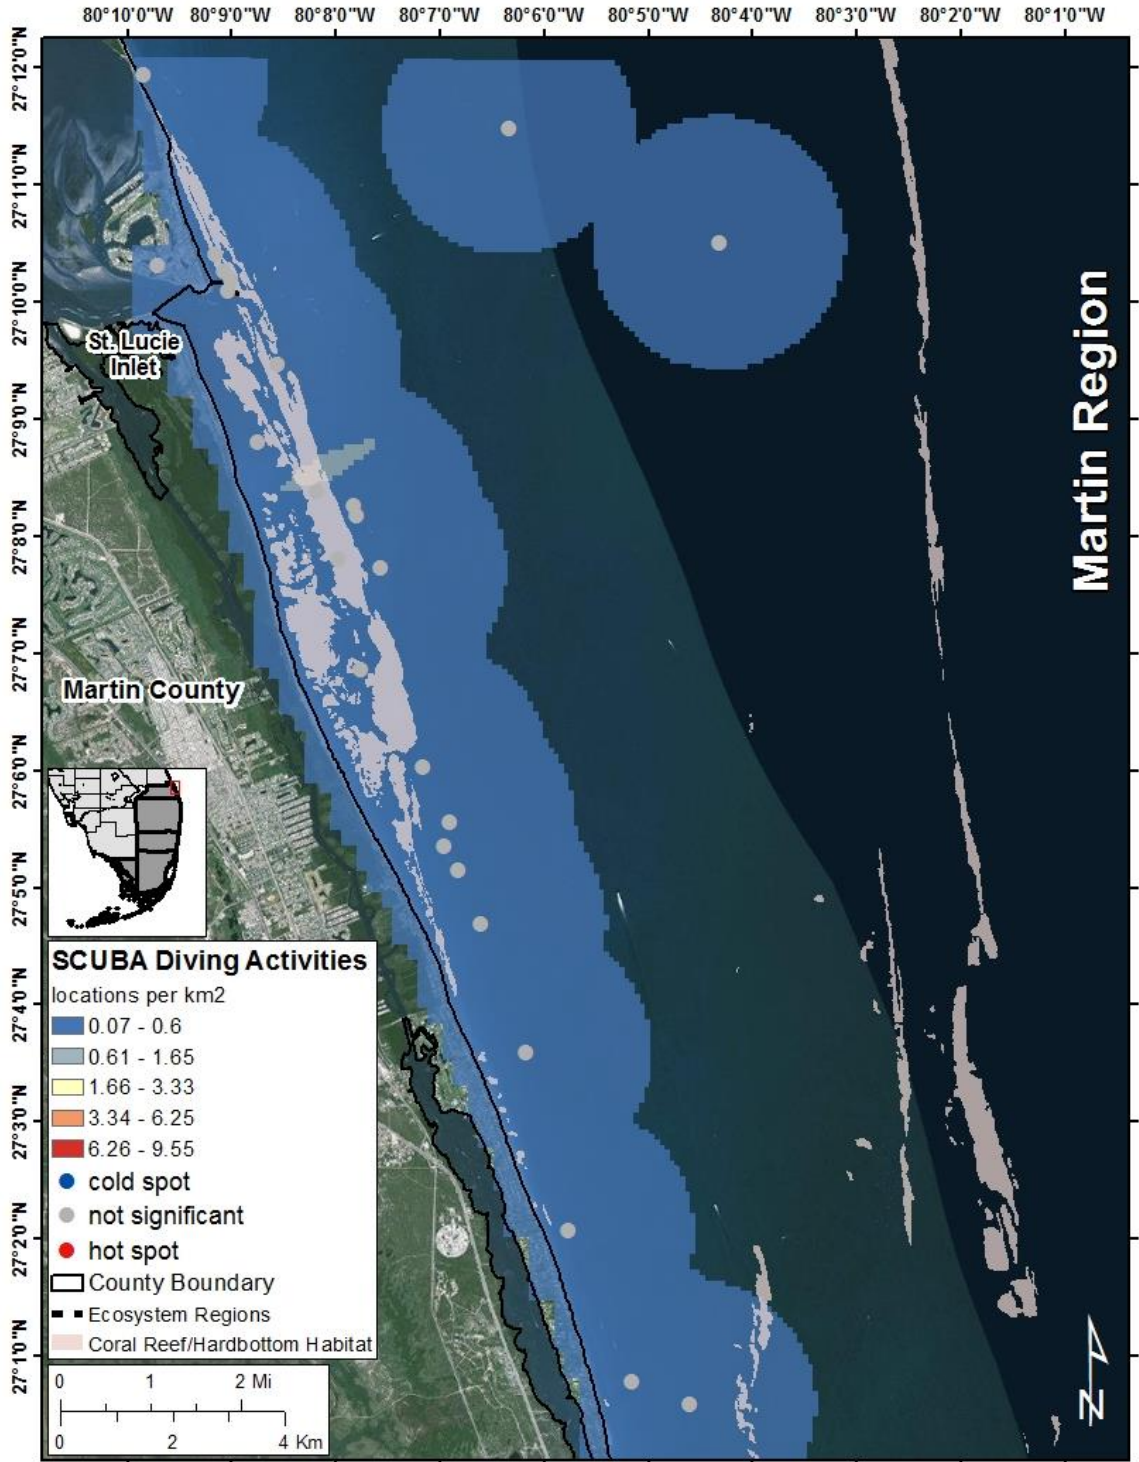 80°10'0"W 80°9'0"W 80°8'0"W 80°7'0"W 80°6'0"W 80°5'0"W 80°4'0"W 80°3'0"W 80°2'0"W 80°1'0"W
27°12'0"N
27°11'0"N
27°10'0"N
27°9'0"N
27°8'0"N
27°7'0"N
27°6'0"N
27°5'0"N
27°4'0"N
27°3'0"N
27°2'0"N
27°1'0"N
Martin Region
St. Lucie
Inlet
Martin County
SCUBA Diving Activities
locations per km2
0.07 - 0.6
0.61 - 1.65
1.66 - 3.33
3.34 - 6.25
6.26 - 9.55
cold spot
not significant
hot spot
County Boundary
Ecosystem Regions
Coral Reef/Hardbottom Habitat
0 1 2 Mi
0 2 4 Km
N